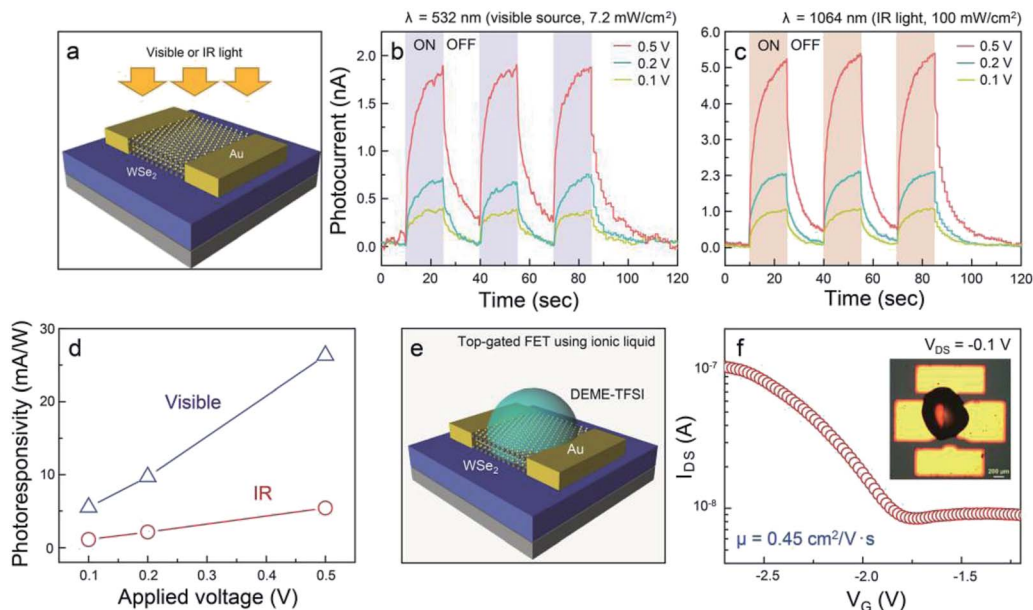 λ = 532 nm (visible source, 7.2 mW/cm²)
λ = 1064 nm (IR light, 100 mW/cm²)
a
Visible or IR light
Au
WSe₂
b
ON OFF
0.5 V
0.2 V
0.1 V
Photocurrent (nA)
2.0
1.5
1.0
0.5
0.0
0 20 40 60 80 100 120
Time (sec)
c
ON OFF
0.5 V
0.2 V
0.1 V
6.0
5.0
4.0
2.3
1.0
0.0
0 20 40 60 80 100 120
Time (sec)
d
Photoresponsivity (mA/W)
30
20
10
0
Visible
IR
0.1 0.2 0.3 0.4 0.5
Applied voltage (V)
e
Top-gated FET using ionic liquid
DEME-TFSI
Au
WSe₂
f
V_DS = -0.1 V
I_DS (A)
10⁻⁷
10⁻⁸
200 μm
μ = 0.45 cm²/V·s
-2.5 -2.0 -1.5
V_G (V)